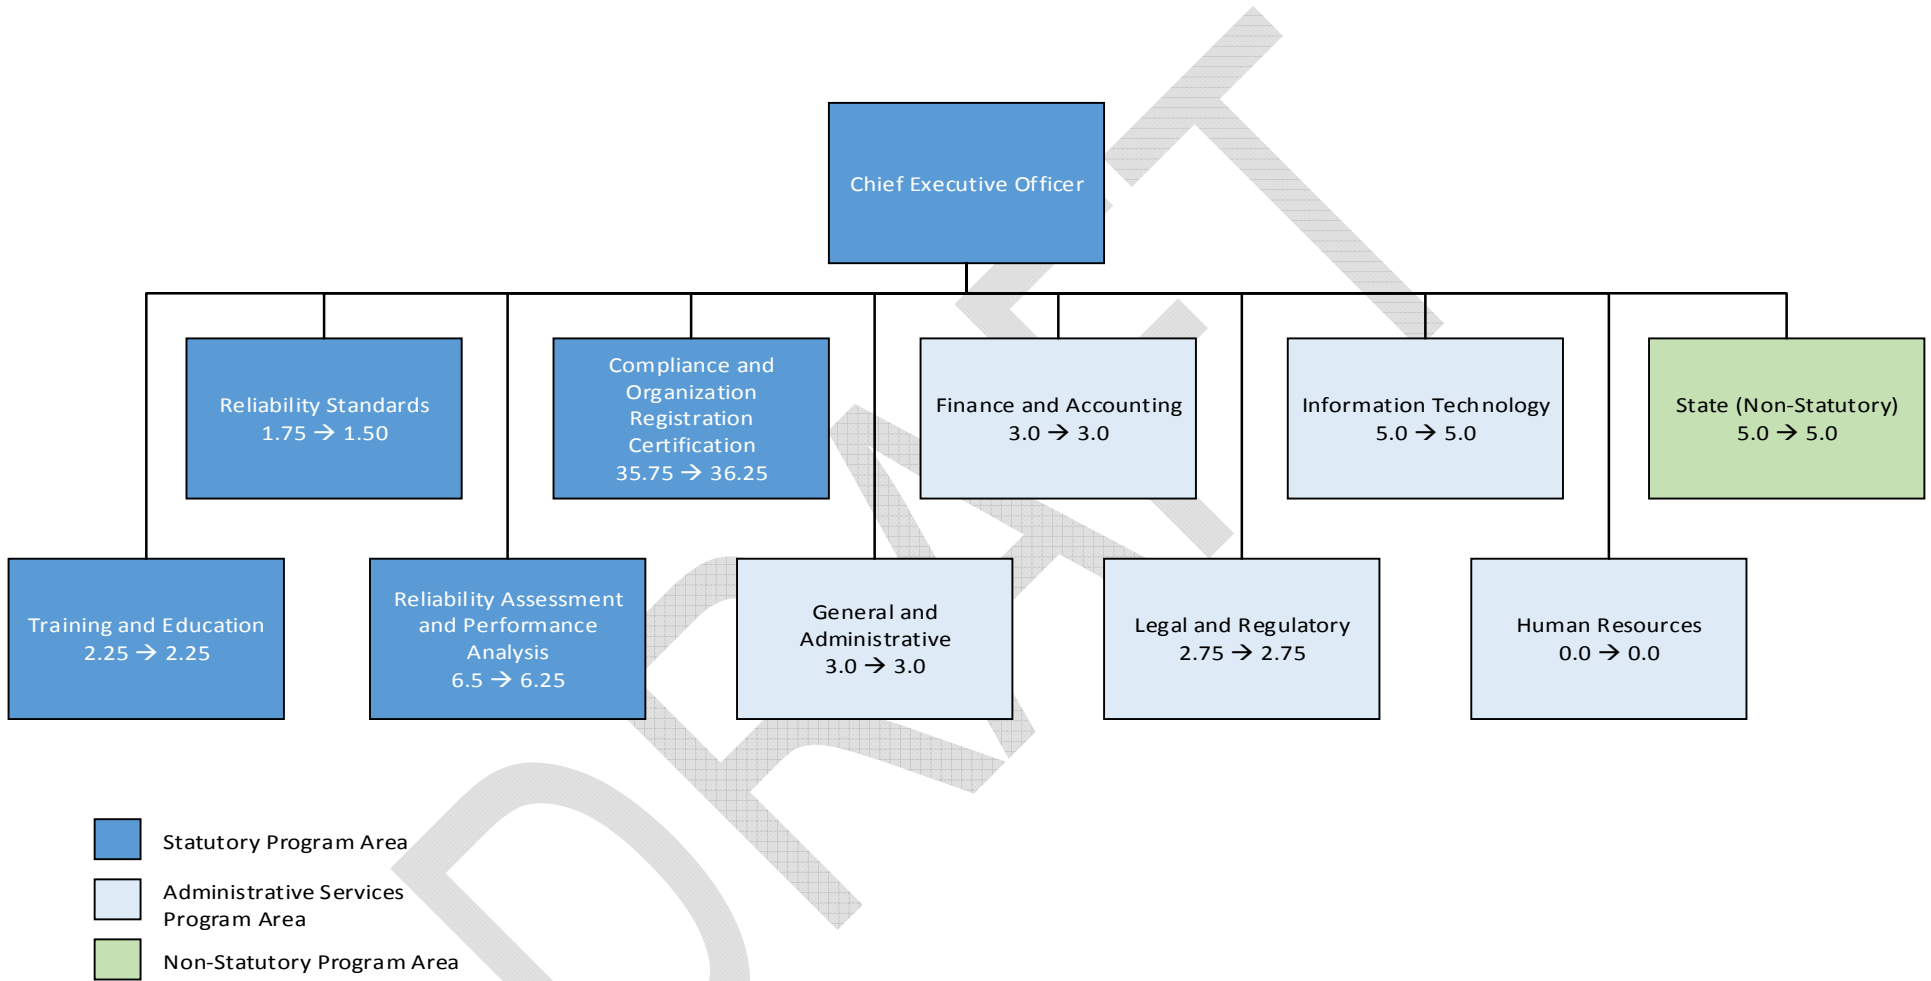 Chief Executive Officer
Reliability Standards
1.75 → 1.50
Compliance and
Organization
Registration
Certification
35.75 → 36.25
Finance and Accounting
3.0 → 3.0
Information Technology
5.0 → 5.0
State (Non-Statutory)
5.0 → 5.0
Training and Education
2.25 → 2.25
Reliability Assessment
and Performance
Analysis
6.5 → 6.25
General and
Administrative
3.0 → 3.0
Legal and Regulatory
2.75 → 2.75
Human Resources
0.0 → 0.0
Statutory Program Area
Administrative Services
Program Area
Non-Statutory Program Area
DRAFT